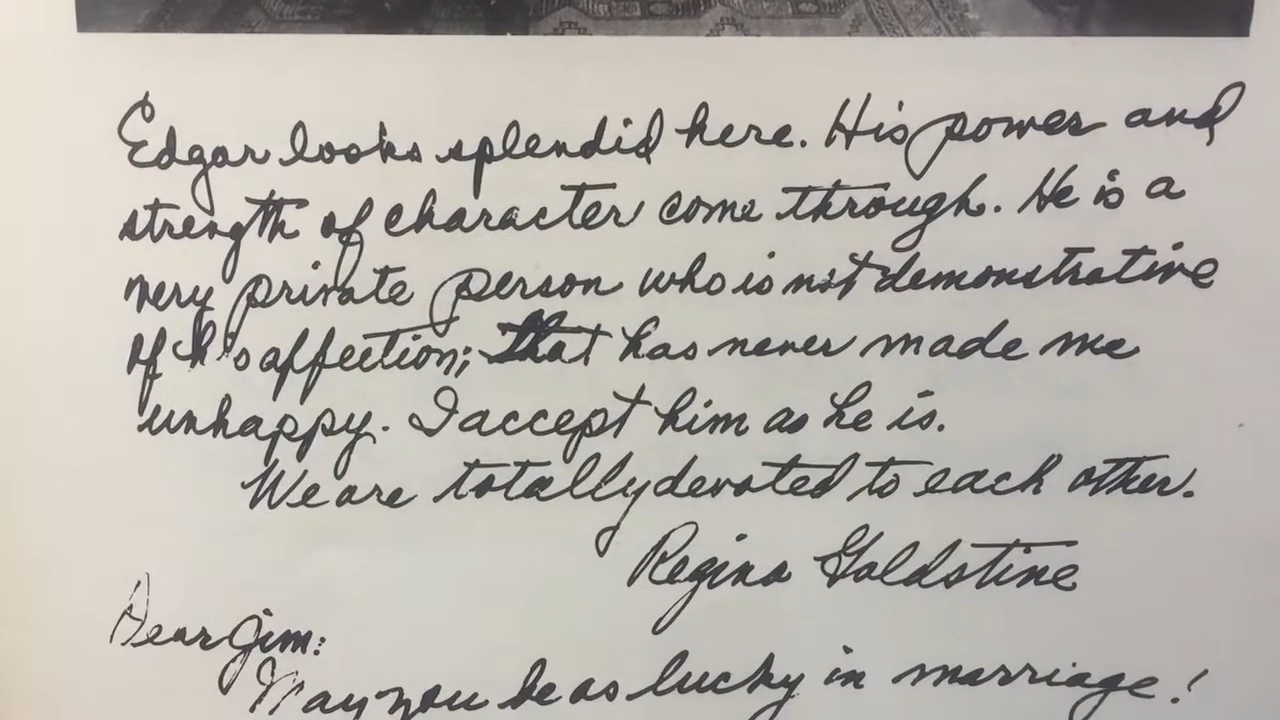 Edgar looks splendid here. His power and
strength of character come through. He is a
very private person who is not demonstrative
of his affection; that has never made me
unhappy. I accept him as he is.
We are totally devoted to each other.
Regina Goldstine
Dear Jim:
May you be as lucky in marriage!